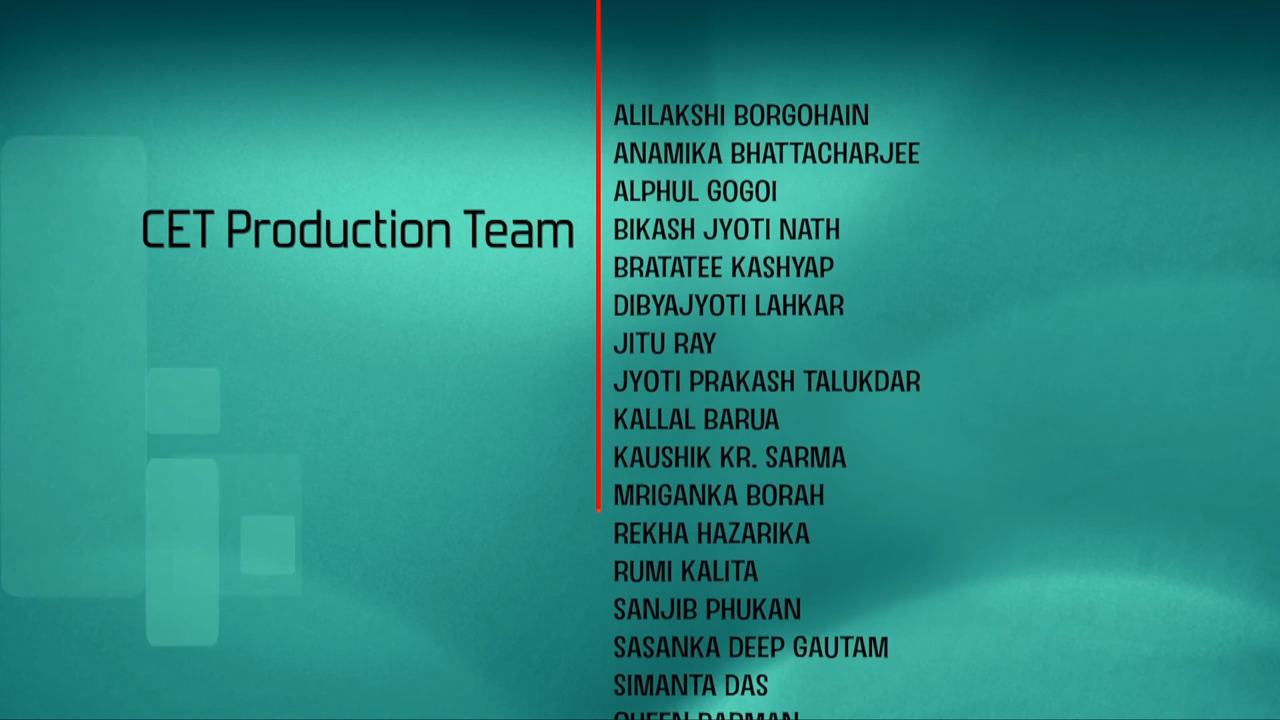 CET Production Team
ALILAKSHI BORGOHAIN
ANAMIKA BHATTACHARJEE
ALPHUL GOGOI
BIKASH JYOTI NATH
BRATATEE KASHYAP
DIBYAJYOTI LAHKAR
JITU RAY
JYOTI PRAKASH TALUKDAR
KALLAL BARUA
KAUSHIK KR. SARMA
MRIGANKA BORAH
REKHA HAZARIKA
RUMI KALITA
SANJIB PHUKAN
SASANKA DEEP GAUTAM
SIMANTA DAS